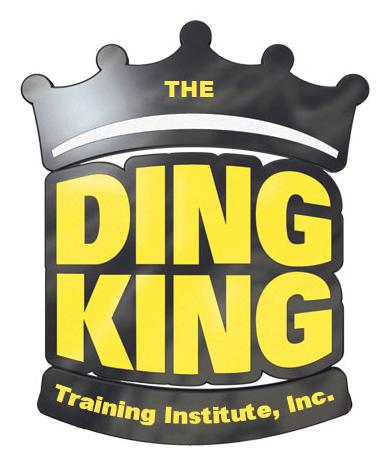 THE
DING
KING
Training Institute, Inc.